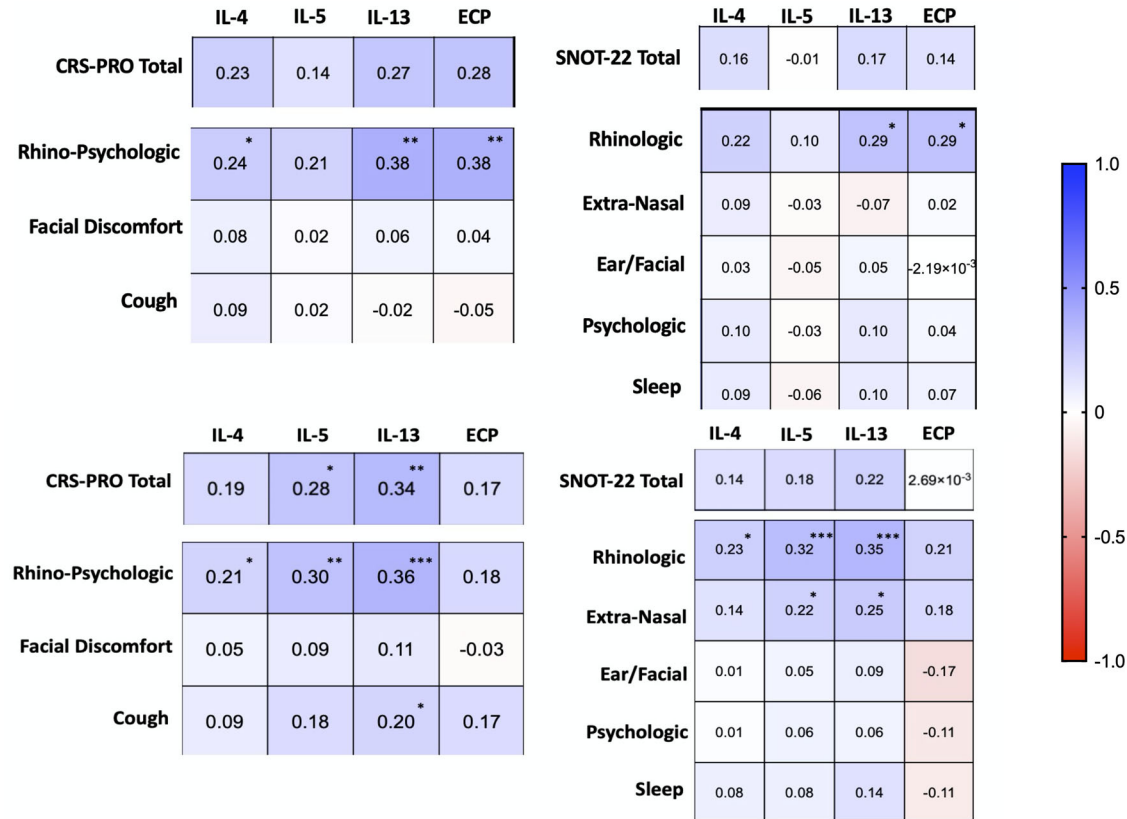 IL-4 IL-5 IL-13 ECP
CRS-PRO Total 0.23 0.14 0.27 0.28
Rhino-Psychologic 0.24* 0.21 0.38** 0.38**
Facial Discomfort 0.08 0.02 0.06 0.04
Cough 0.09 0.02 -0.02 -0.05
IL-4 IL-5 IL-13 ECP
SNOT-22 Total 0.16 -0.01 0.17 0.14
Rhinologic 0.22 0.10 0.29* 0.29*
Extra-Nasal 0.09 -0.03 -0.07 0.02
Ear/Facial 0.03 -0.05 0.05 -2.19×10⁻³
Psychologic 0.10 -0.03 0.10 0.04
Sleep 0.09 -0.06 0.10 0.07
IL-4 IL-5 IL-13 ECP
CRS-PRO Total 0.19 0.28* 0.34** 0.17
Rhino-Psychologic 0.21* 0.30** 0.36*** 0.18
Facial Discomfort 0.05 0.09 0.11 -0.03
Cough 0.09 0.18 0.20* 0.17
IL-4 IL-5 IL-13 ECP
SNOT-22 Total 0.14 0.18 0.22 2.69×10⁻³
Rhinologic 0.23* 0.32*** 0.35*** 0.21
Extra-Nasal 0.14 0.22* 0.25* 0.18
Ear/Facial 0.01 0.05 0.09 -0.17
Psychologic 0.01 0.06 0.06 -0.11
Sleep 0.08 0.08 0.14 -0.11
1.0
0.5
0
-0.5
-1.0